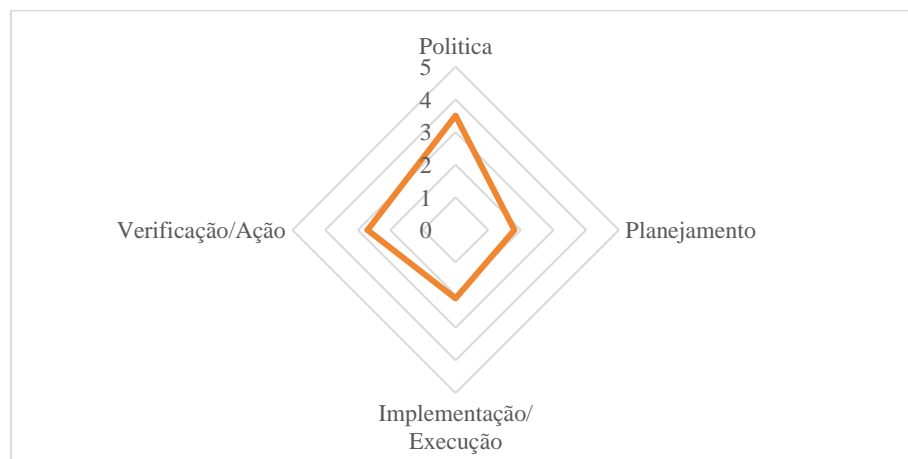 Politica
5
4
3
2
1
0
Verificação/Ação
Planejamento
Implementação/
Execução